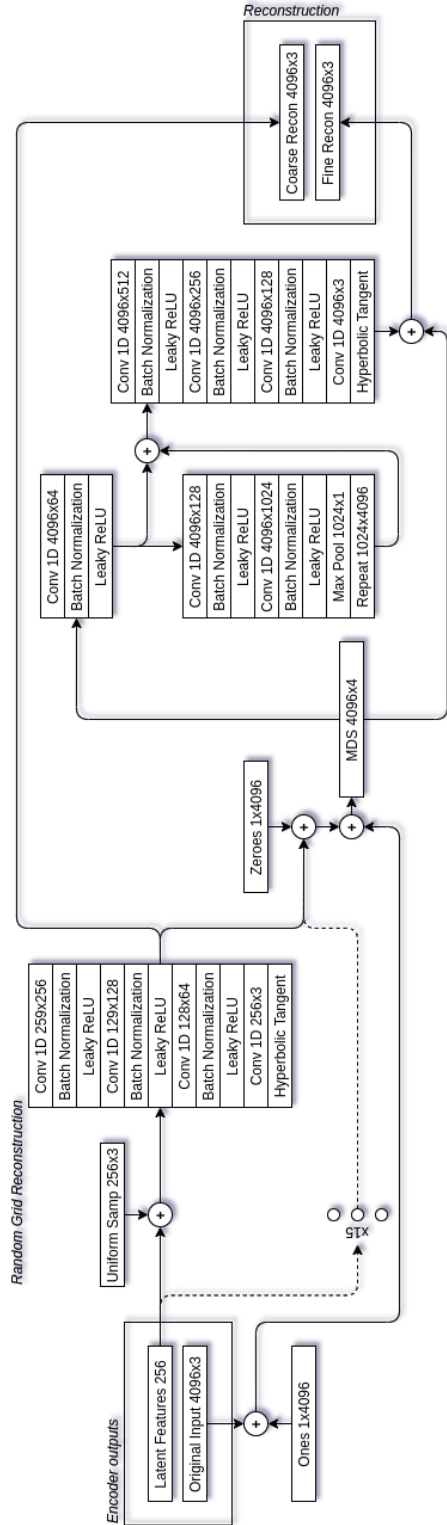 Encoder outputs
Latent Features 256
Original Input 4096x3
Ones 1x4096
+
Random Grid Reconstruction
Uniform Samp 256x3
+
x15
Conv 1D 259x256
Batch Normalization
Leaky ReLU
Conv 1D 129x128
Batch Normalization
Leaky ReLU
Conv 1D 128x64
Batch Normalization
Leaky ReLU
Conv 1D 256x3
Hyperbolic Tangent
Zeroes 1x4096
+
+
MDS 4096x4
Conv 1D 4096x64
Batch Normalization
Leaky ReLU
Conv 1D 4096x128
Batch Normalization
Leaky ReLU
Conv 1D 4096x1024
Batch Normalization
Leaky ReLU
Max Pool 1024x1
Repeat 1024x4096
+
Conv 1D 4096x512
Batch Normalization
Leaky ReLU
Conv 1D 4096x256
Batch Normalization
Leaky ReLU
Conv 1D 4096x128
Batch Normalization
Leaky ReLU
Conv 1D 4096x3
Hyperbolic Tangent
+
Reconstruction
Coarse Recon 4096x3
Fine Recon 4096x3